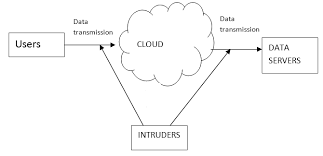 Data
transmission
Data
transmission
Users
CLOUD
DATA
SERVERS
INTRUDERS